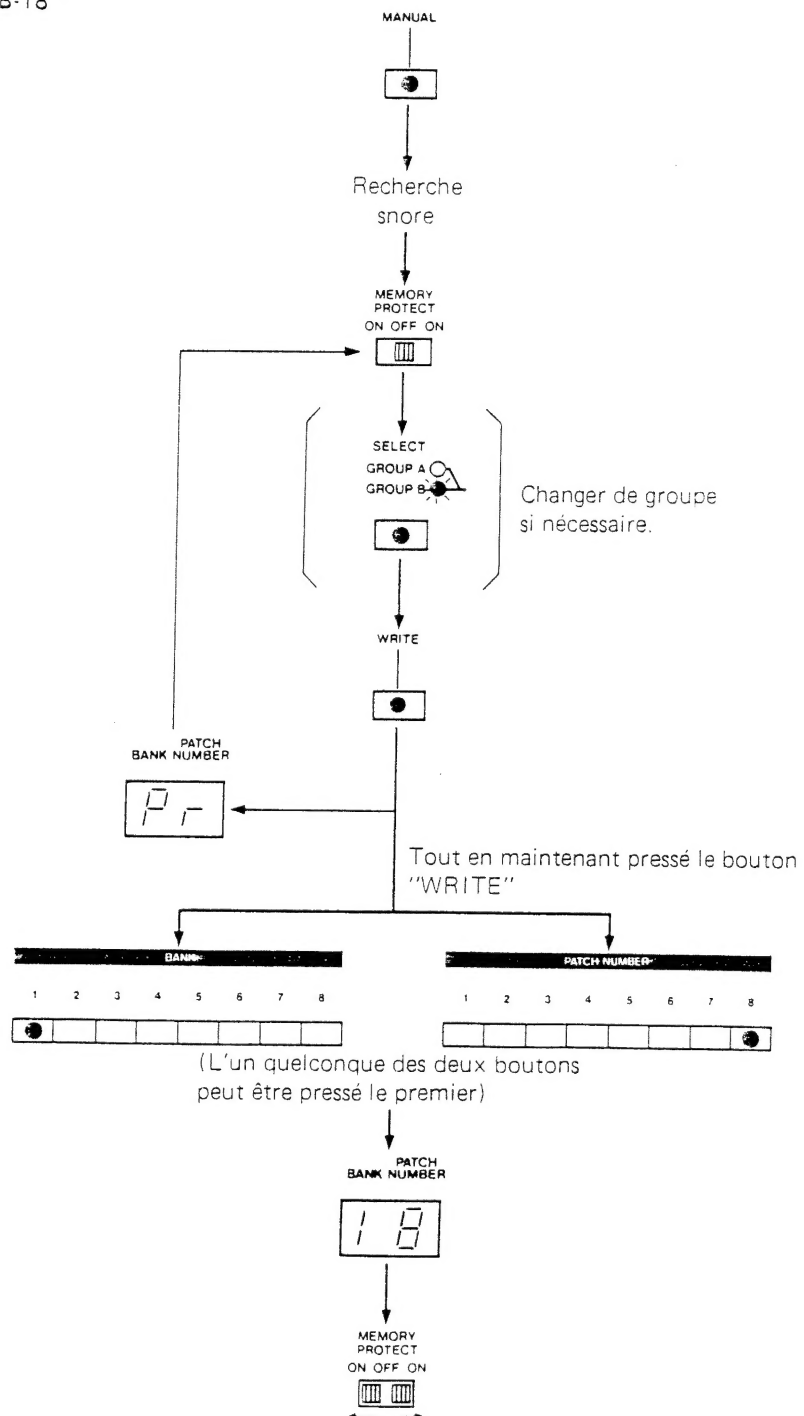 MANUAL
Recherche
snore
MEMORY
PROTECT
ON OFF ON
SELECT
GROUP A
GROUP B
Changer de groupe
si nécessaire.
WRITE
PATCH
BANK NUMBER
Pr
Tout en maintenant pressé le bouton
"WRITE"
BANK
1 2 3 4 5 6 7 8
PATCH NUMBER
1 2 3 4 5 6 7 8
(L'un quelconque des deux boutons
peut être pressé le premier)
PATCH
BANK NUMBER
1 8
MEMORY
PROTECT
ON OFF ON